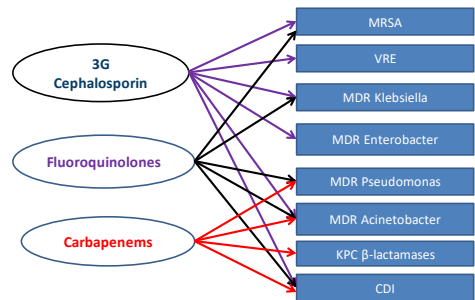 3G
Cephalosporin
Fluoroquinolones
Carbapenems
MRSA
VRE
MDR Klebsiella
MDR Enterobacter
MDR Pseudomonas
MDR Acinetobacter
KPC β-lactamases
CDI